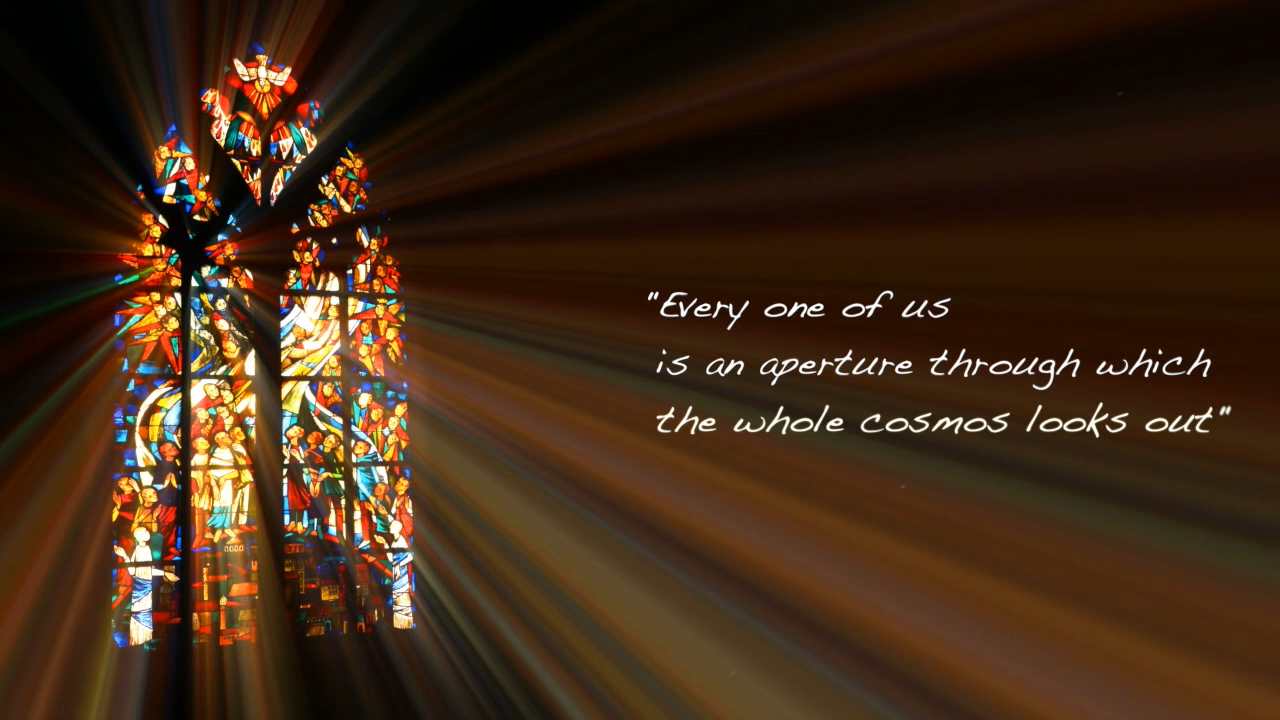 "Every one of us
is an aperture through which
the whole cosmos looks out"